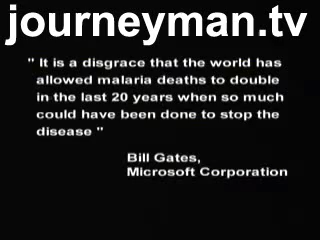 journeyman.tv
" It is a disgrace that the world has
allowed malaria deaths to double
in the last 20 years when so much
could have been done to stop the
disease "
Bill Gates,
Microsoft Corporation